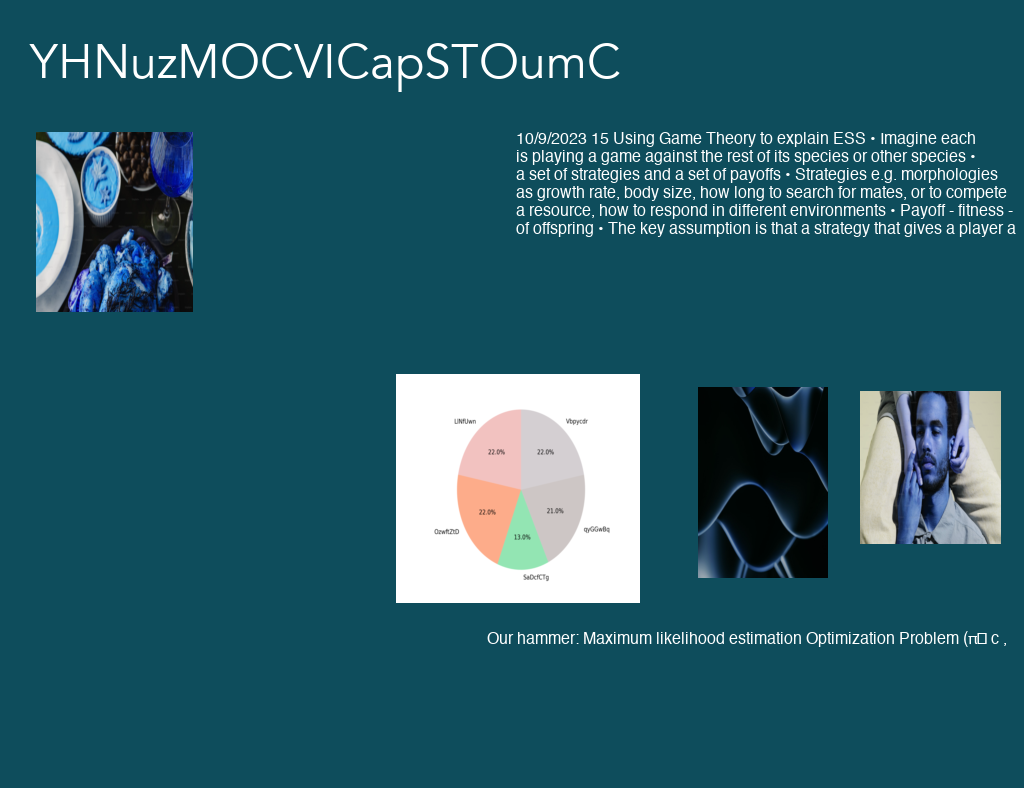 YHNuzMOCVICapSTOumC
10/9/2023 15 Using Game Theory to explain ESS • Imagine each
is playing a game against the rest of its species or other species •
a set of strategies and a set of payoffs • Strategies e.g. morphologies
as growth rate, body size, how long to search for mates, or to compete
a resource, how to respond in different environments • Payoff - fitness -
of offspring • The key assumption is that a strategy that gives a player a
LlNfUwn
Vbpycdr
22.0%
22.0%
22.0%
21.0%
OzwftZtD
qyGGwBq
13.0%
SaDcfCTg
Our hammer: Maximum likelihood estimation Optimization Problem (π□ c ,